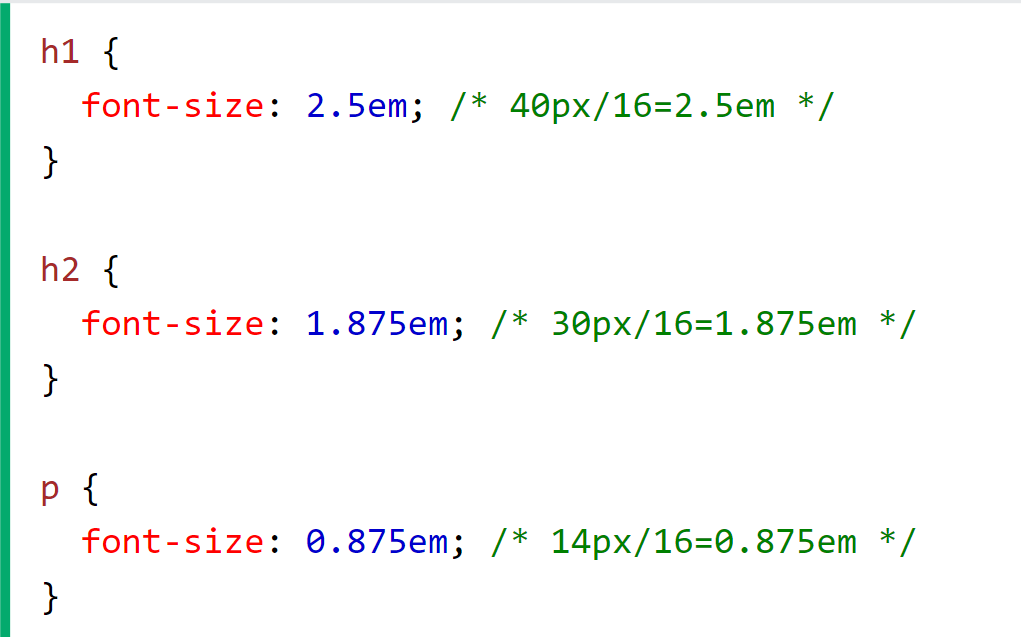 h1 {
  font-size: 2.5em; /* 40px/16=2.5em */
}

h2 {
  font-size: 1.875em; /* 30px/16=1.875em */
}

p {
  font-size: 0.875em; /* 14px/16=0.875em */
}